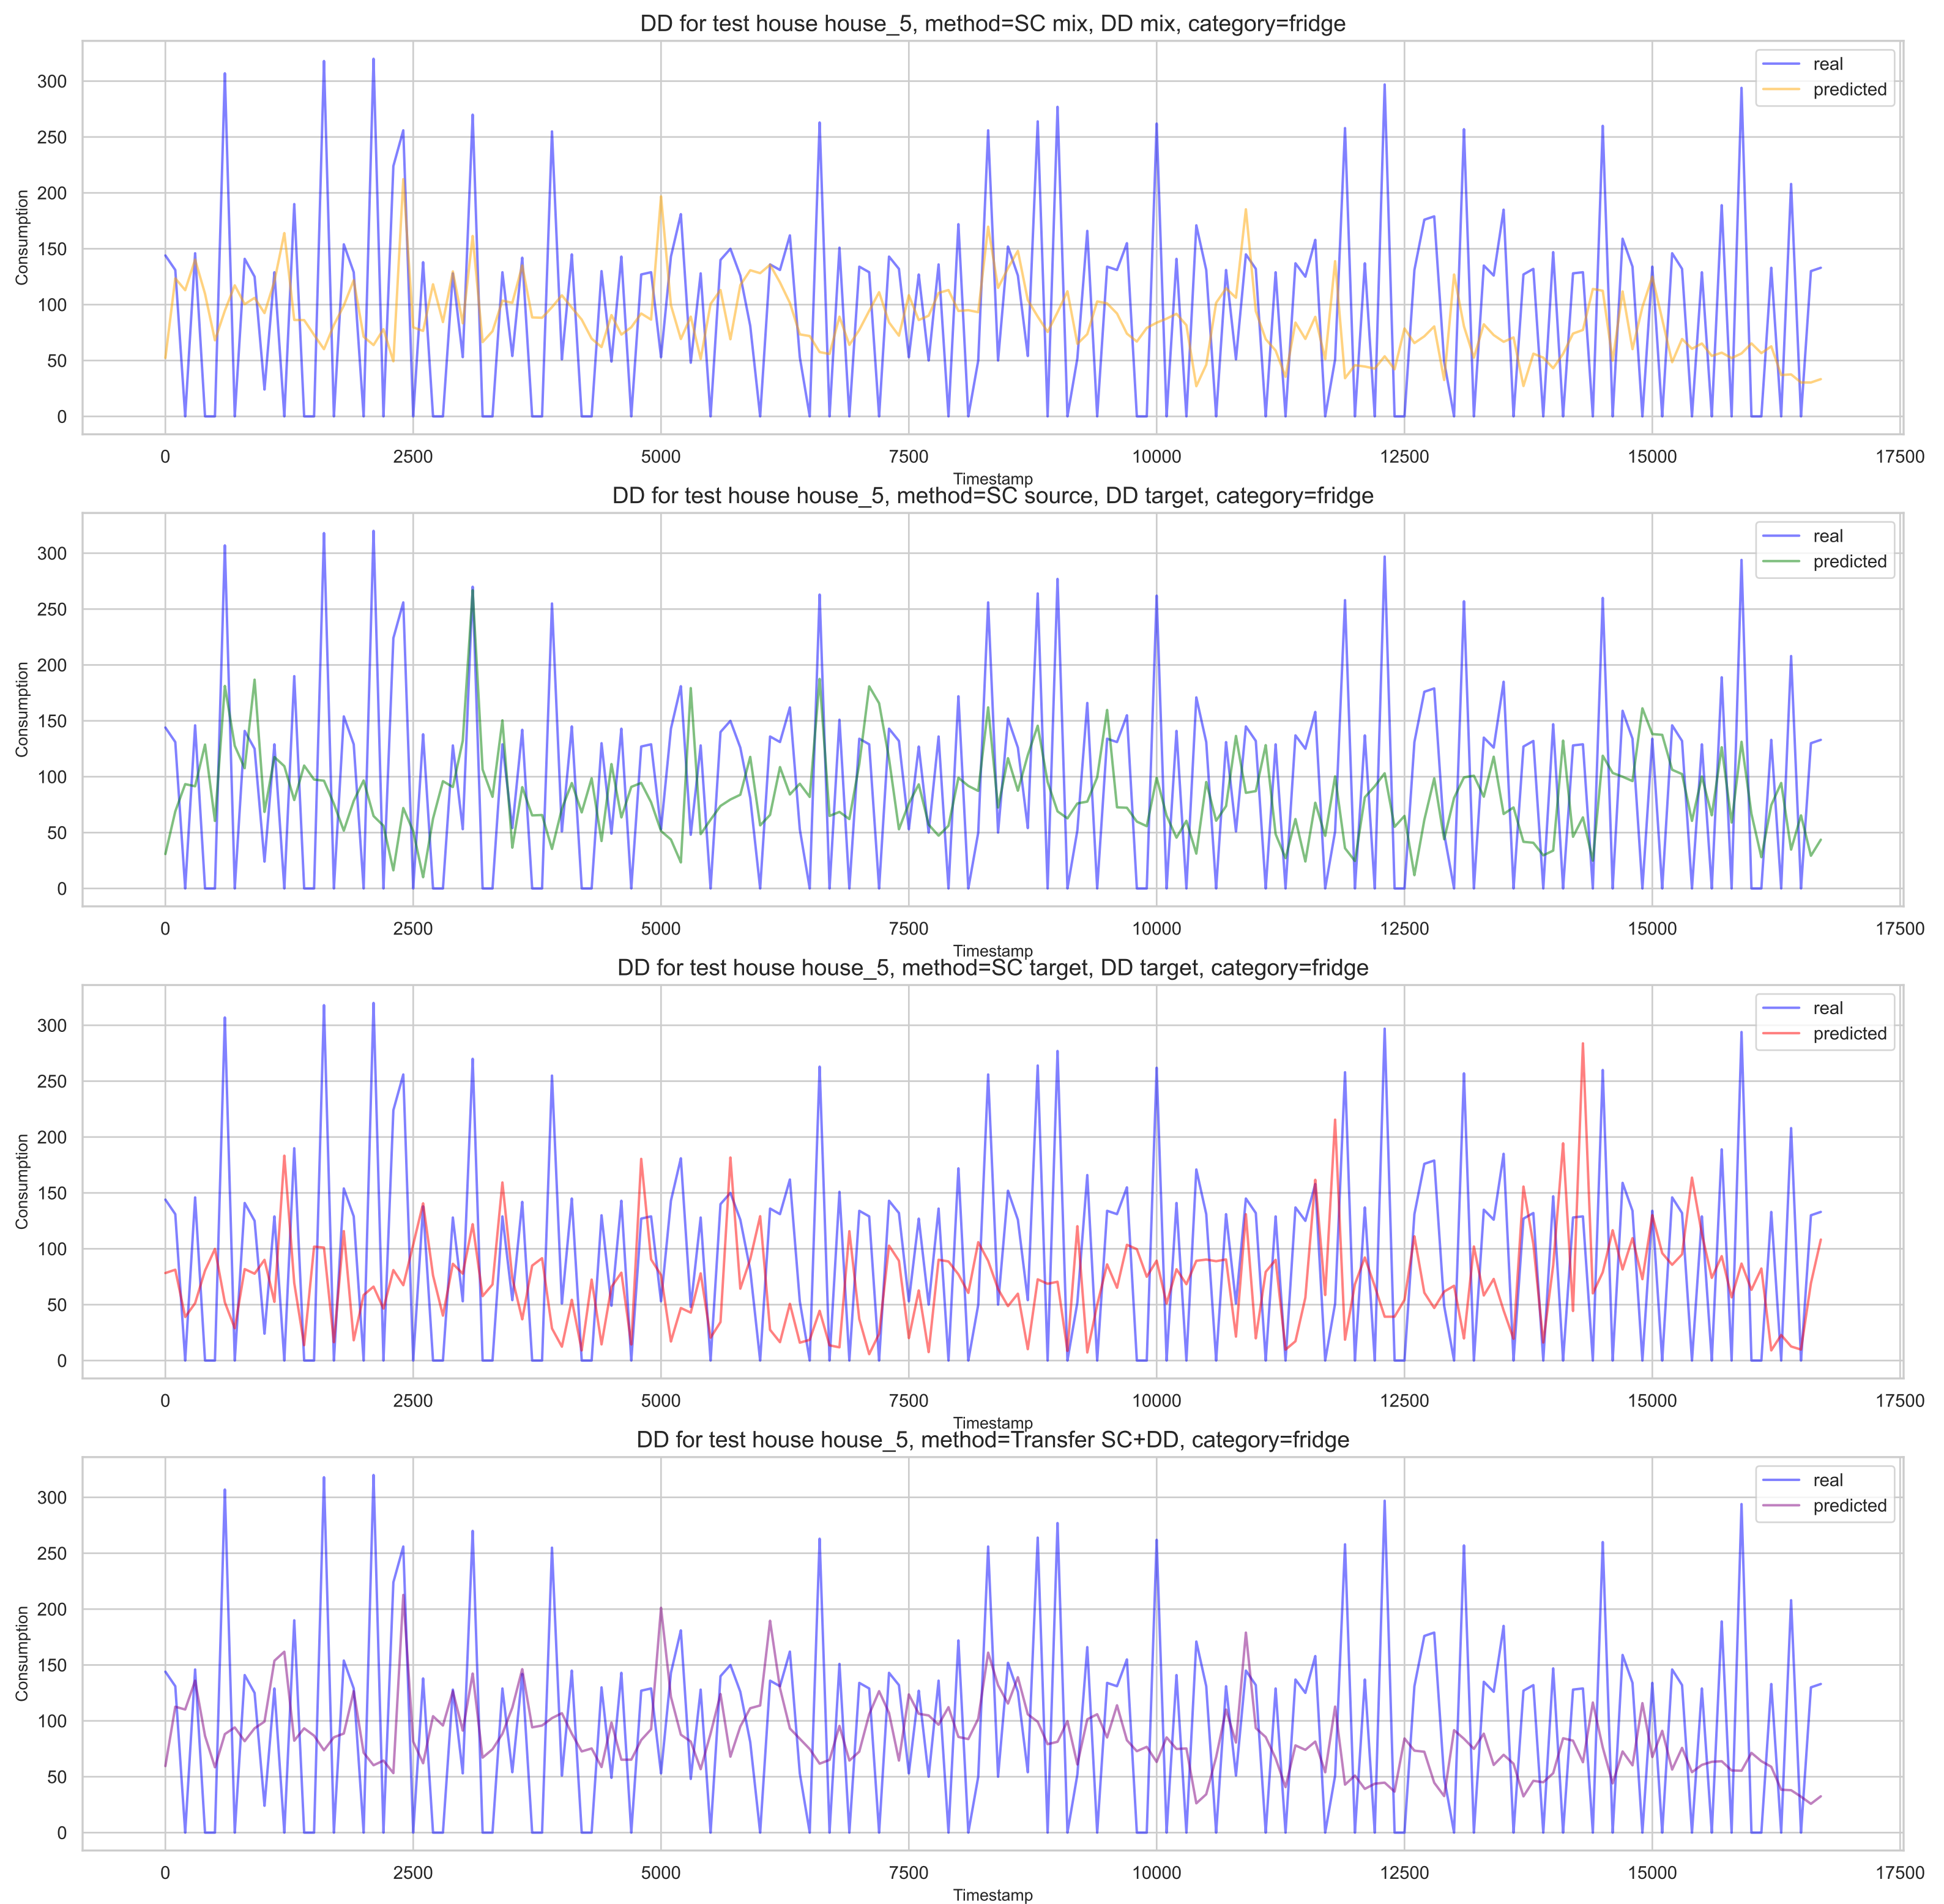 DD for test house house_5, method=SC mix, DD mix, category=fridge
real
predicted
Consumption
300
250
200
150
100
50
0
0 2500 5000 7500 10000 12500 15000 17500
Timestamp
DD for test house house_5, method=SC source, DD target, category=fridge
real
predicted
Consumption
300
250
200
150
100
50
0
0 2500 5000 7500 10000 12500 15000 17500
Timestamp
DD for test house house_5, method=SC target, DD target, category=fridge
real
predicted
Consumption
300
250
200
150
100
50
0
0 2500 5000 7500 10000 12500 15000 17500
Timestamp
DD for test house house_5, method=Transfer SC+DD, category=fridge
real
predicted
Consumption
300
250
200
150
100
50
0
0 2500 5000 7500 10000 12500 15000 17500
Timestamp